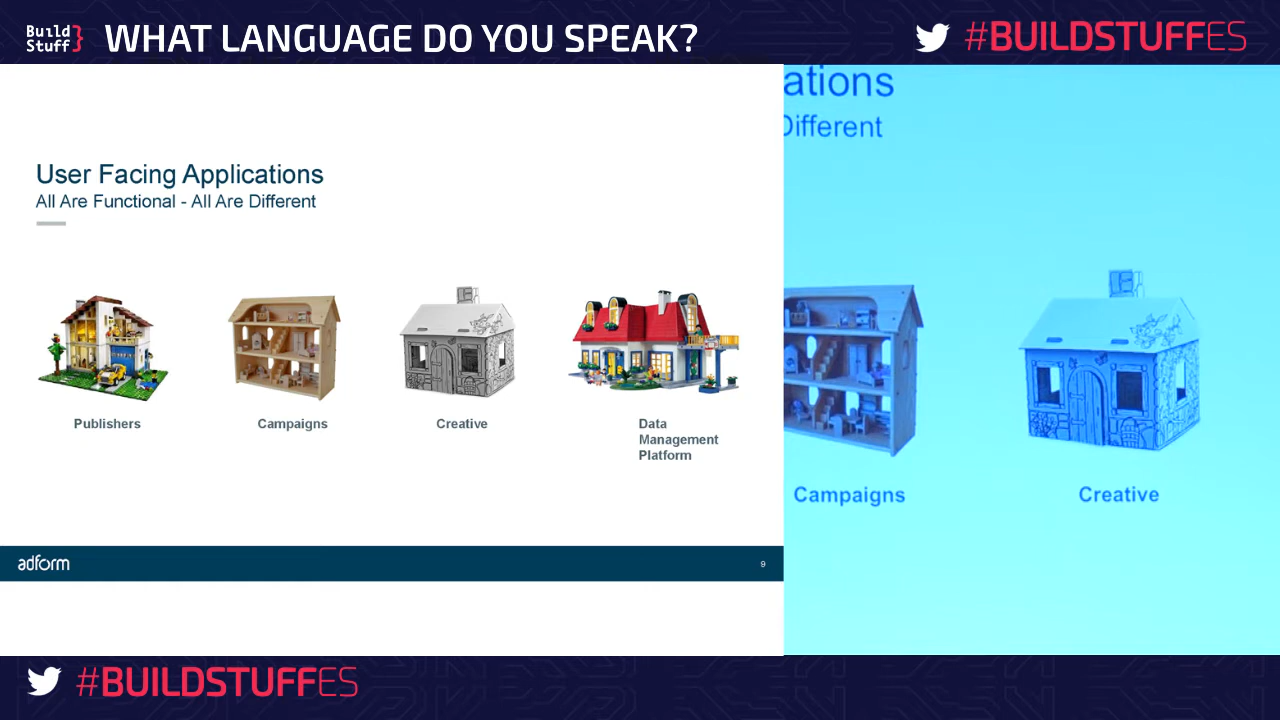 Build
Stuff}
WHAT LANGUAGE DO YOU SPEAK?
#BUILDSTUFFES
User Facing Applications
All Are Functional - All Are Different
Publishers
Campaigns
Creative
Data
Management
Platform
adform
9
ations
Different
Campaigns
Creative
#BUILDSTUFFES